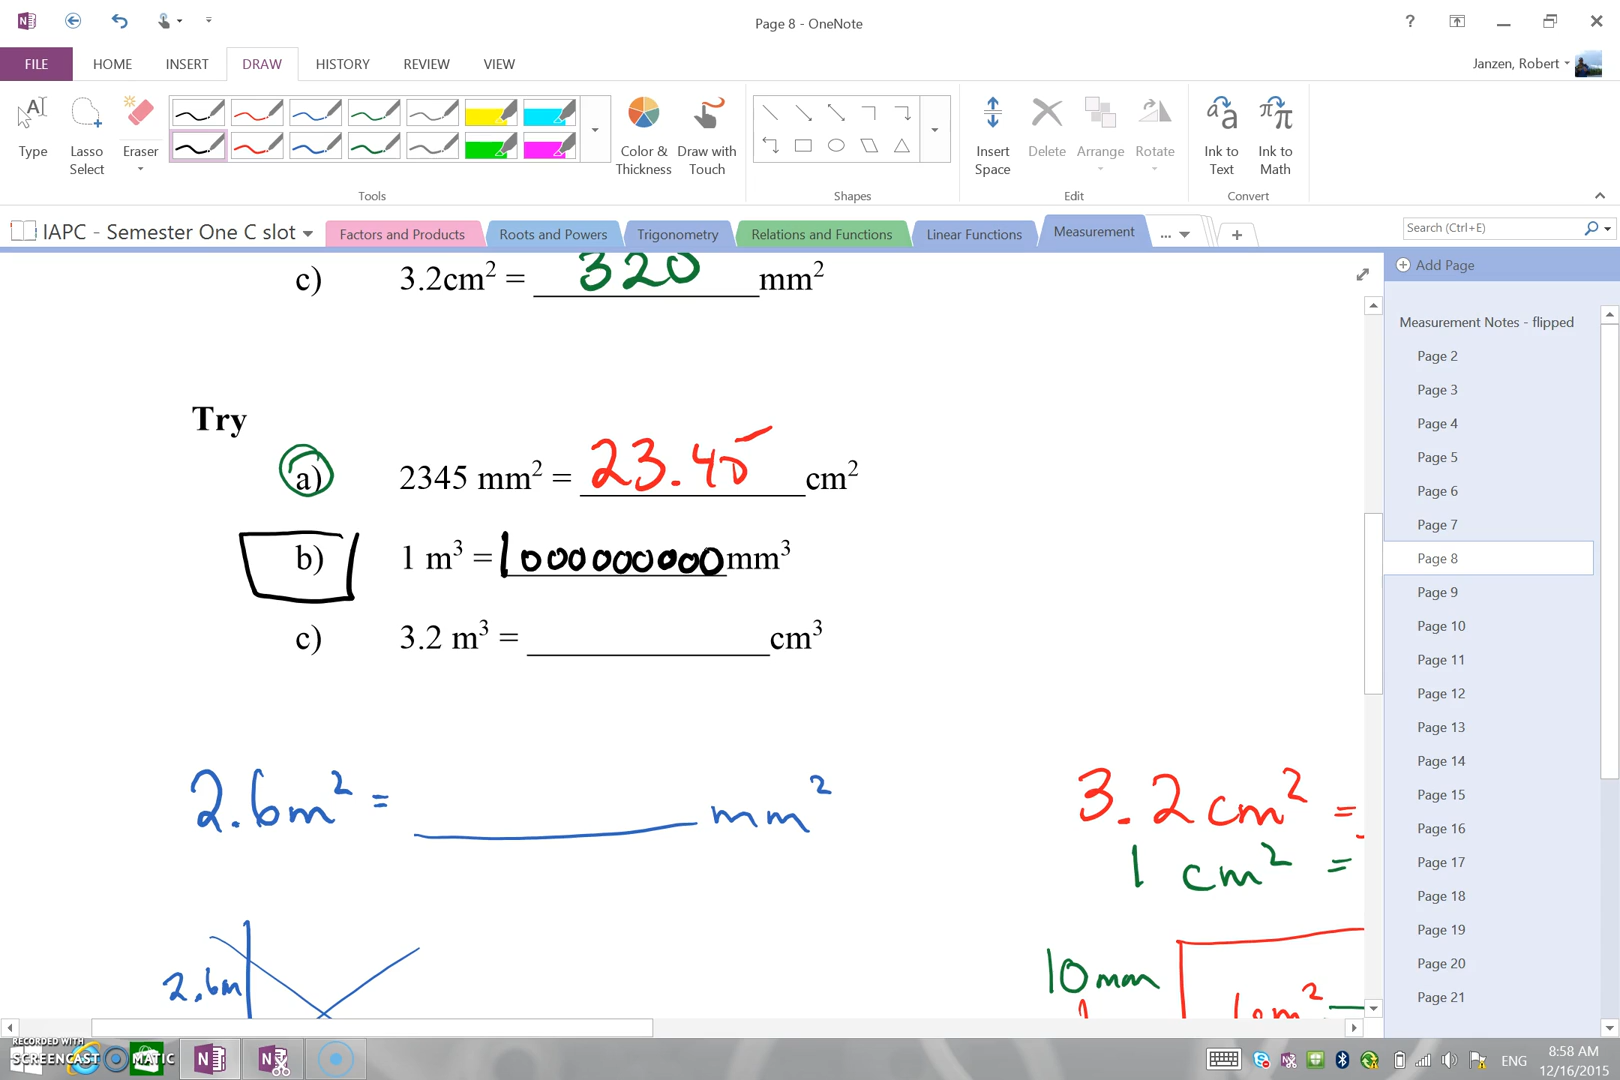 Page 8 - OneNote
FILE HOME INSERT DRAW HISTORY REVIEW VIEW
Janzen, Robert
Type
Lasso Select
Eraser
Color & Thickness
Draw with Touch
Insert Space
Delete
Arrange
Rotate
Ink to Text
Ink to Math
Tools
Shapes
Edit
Convert
IAPC - Semester One C slot
Factors and Products
Roots and Powers
Trigonometry
Relations and Functions
Linear Functions
Measurement
...
Search (Ctrl+E)
Add Page
c) 3.2cm² = 320 mm²
Try
a) 2345 mm² = 23.45 cm²
b) 1 m³ = 1000000000 mm³
c) 3.2 m³ = ________ cm³
2.6m² = ________ mm²
3.2cm² =
1 cm² =
2.6m
10mm
1cm²
Measurement Notes - flipped
Page 2
Page 3
Page 4
Page 5
Page 6
Page 7
Page 8
Page 9
Page 10
Page 11
Page 12
Page 13
Page 14
Page 15
Page 16
Page 17
Page 18
Page 19
Page 20
Page 21
RECORDED WITH
SCREENCAST MATIC
ENG
8:58 AM
12/16/2015